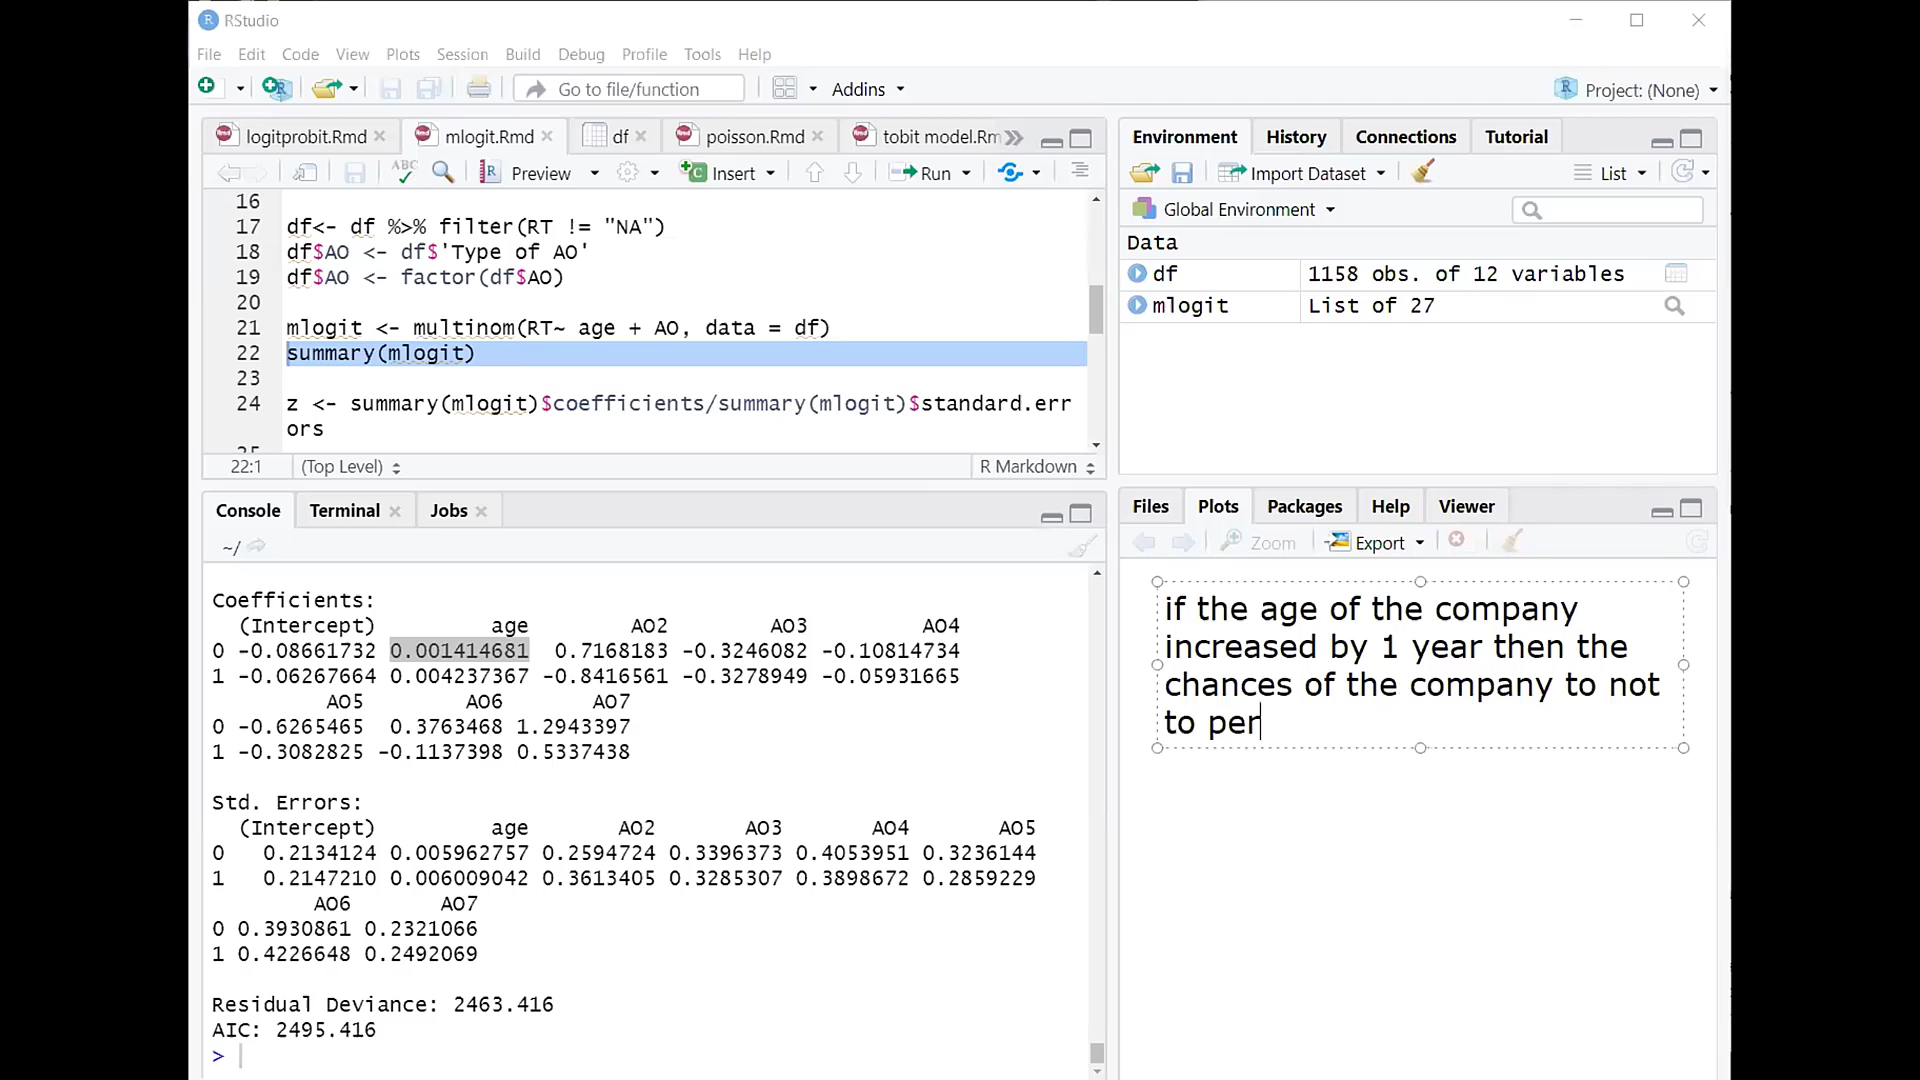 RStudio
File Edit Code View Plots Session Build Debug Profile Tools Help
Go to file/function Addins Project: (None)
logitprobit.Rmd mlogit.Rmd df poisson.Rmd tobit model.Rm
ABC Preview Insert Run
16
17 df<- df %>% filter(RT != "NA")
18 df$AO <- df$'Type of AO'
19 df$AO <- factor(df$AO)
20
21 mlogit <- multinom(RT~ age + AO, data = df)
22 summary(mlogit)
23
24 z <- summary(mlogit)$coefficients/summary(mlogit)$standard.err
ors
22:1 (Top Level) R Markdown
Environment History Connections Tutorial
Import Dataset List
Global Environment
Data
df 1158 obs. of 12 variables
mlogit List of 27
Console Terminal Jobs
~/
Coefficients:
(Intercept) age AO2 AO3 AO4
0 -0.08661732 0.001414681 0.7168183 -0.3246082 -0.10814734
1 -0.06267664 0.004237367 -0.8416561 -0.3278949 -0.05931665
AO5 AO6 AO7
0 -0.6265465 0.3763468 1.2943397
1 -0.3082825 -0.1137398 0.5337438
Std. Errors:
(Intercept) age AO2 AO3 AO4 AO5
0 0.2134124 0.005962757 0.2594724 0.3396373 0.4053951 0.3236144
1 0.2147210 0.006009042 0.3613405 0.3285307 0.3898672 0.2859229
AO6 AO7
0 0.3930861 0.2321066
1 0.4226648 0.2492069
Residual Deviance: 2463.416
AIC: 2495.416
>
Files Plots Packages Help Viewer
Zoom Export
if the age of the company
increased by 1 year then the
chances of the company to not
to per